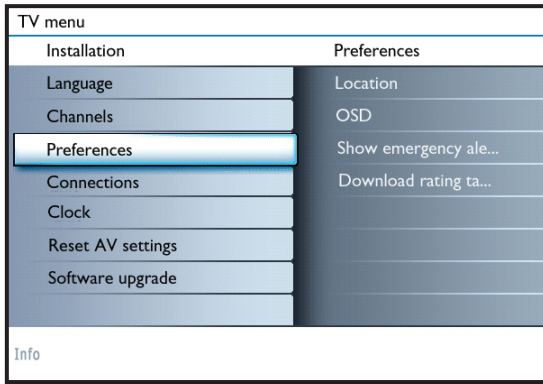 TV menu
Installation
Preferences
Language
Location
Channels
OSD
Preferences
Show emergency ale...
Connections
Download rating ta...
Clock
Reset AV settings
Software upgrade
Info